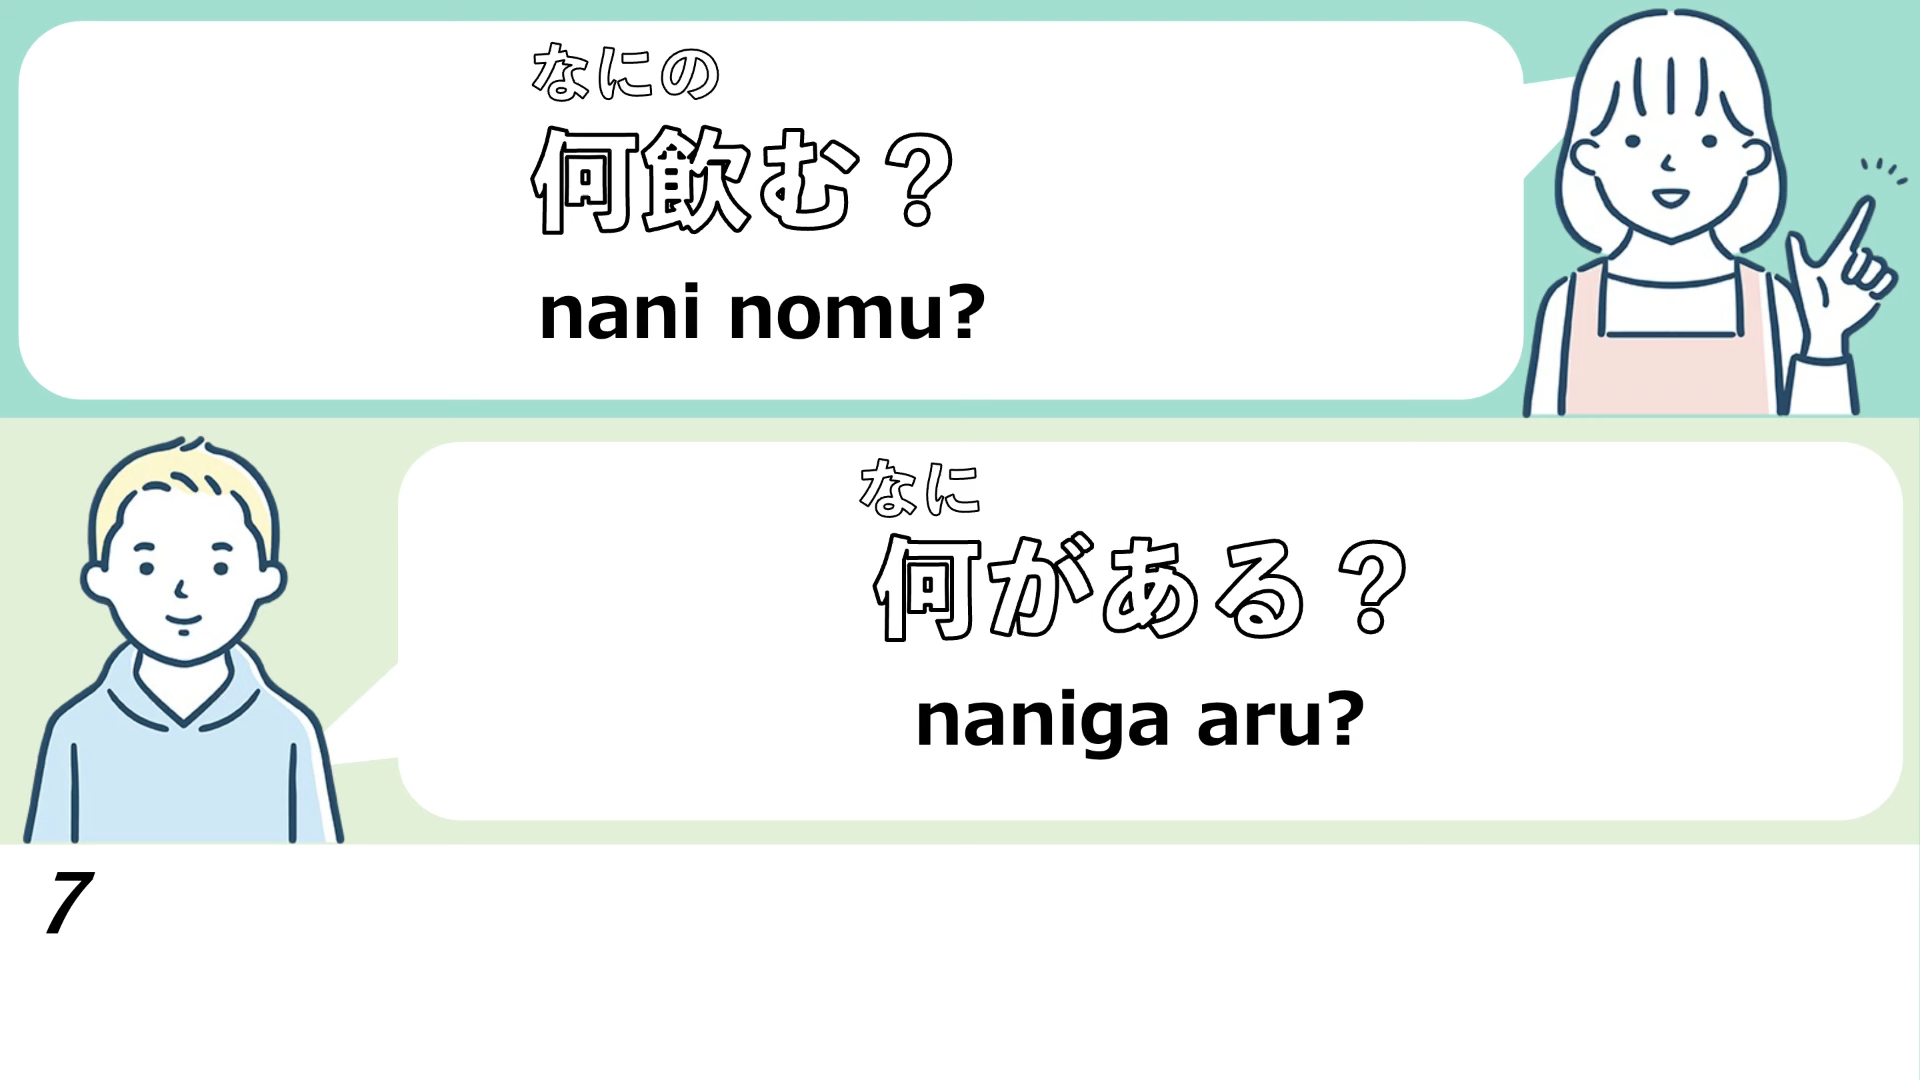 なにの
何飲む？
nani nomu?
なに
何がある？
naniga aru?
7